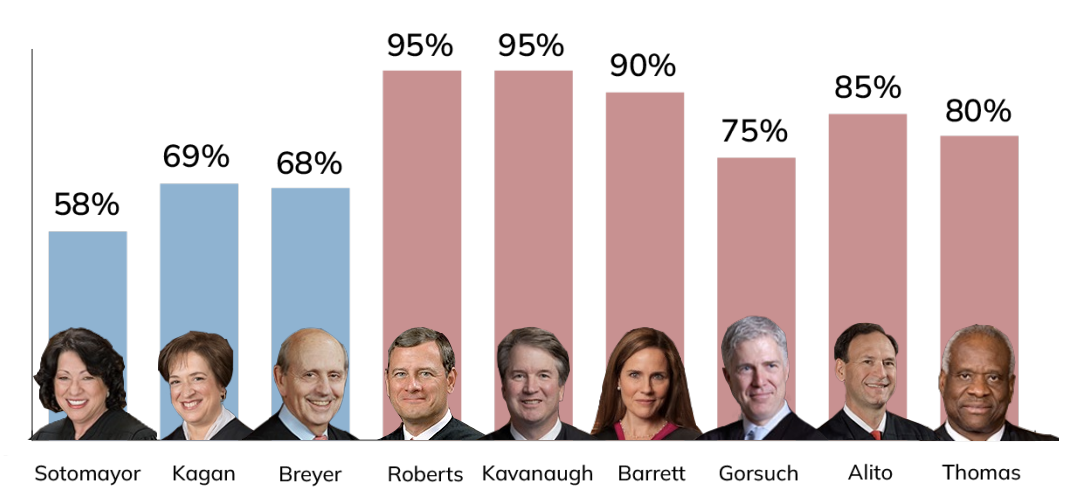 58%
69%
68%
95%
95%
90%
75%
85%
80%
Sotomayor
Kagan
Breyer
Roberts
Kavanaugh
Barrett
Gorsuch
Alito
Thomas